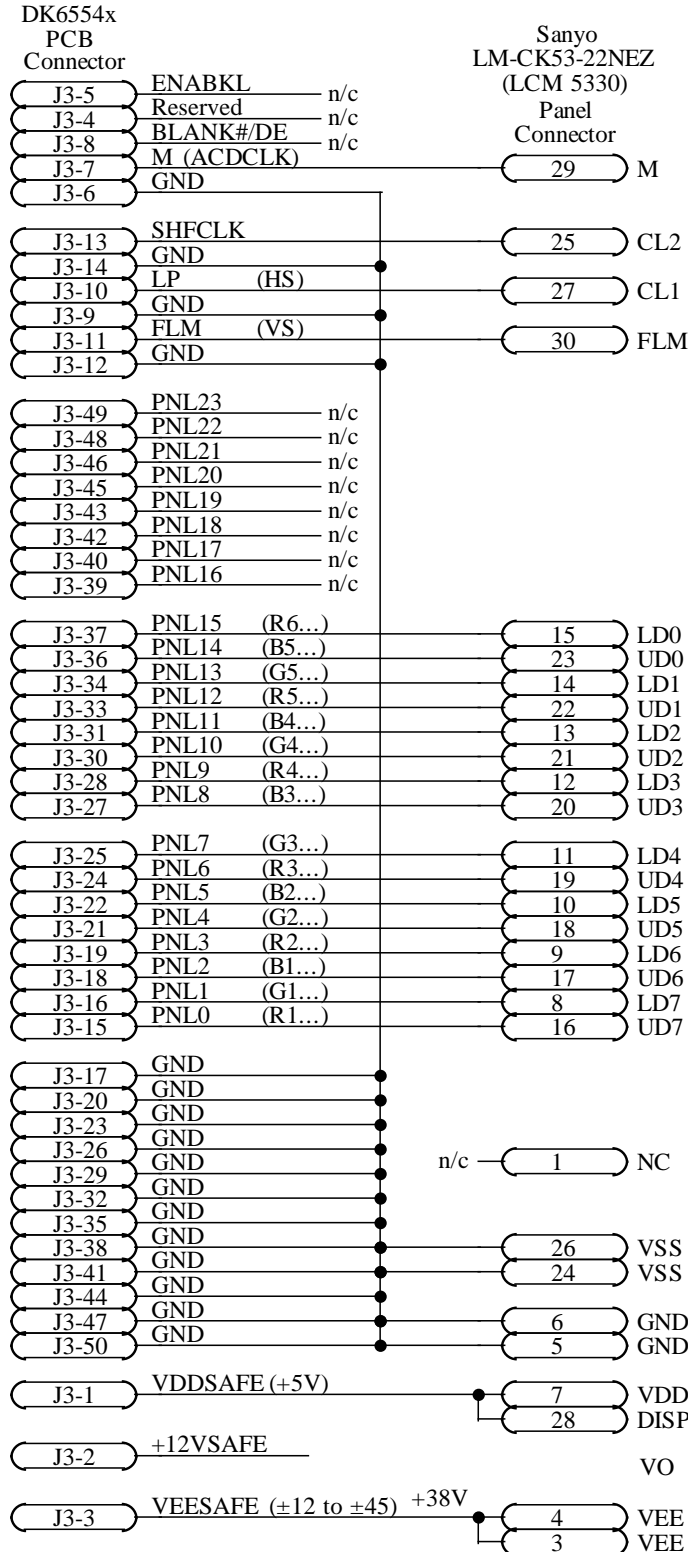 DK6554x
PCB
Connector
Sanyo
LM-CK53-22NEZ
(LCM 5330)
Panel
Connector
J3-5 ENABKL n/c
J3-4 Reserved n/c
J3-8 BLANK#/DE n/c
J3-7 M (ACDCLK) 29 M
J3-6 GND
J3-13 SHFCLK 25 CL2
J3-14 GND
J3-10 LP (HS) 27 CL1
J3-9 GND
J3-11 FLM (VS) 30 FLM
J3-12 GND
J3-49 PNL23 n/c
J3-48 PNL22 n/c
J3-46 PNL21 n/c
J3-45 PNL20 n/c
J3-43 PNL19 n/c
J3-42 PNL18 n/c
J3-40 PNL17 n/c
J3-39 PNL16 n/c
J3-37 PNL15 (R6...) 15 LD0
J3-36 PNL14 (B5...) 23 UD0
J3-34 PNL13 (G5...) 14 LD1
J3-33 PNL12 (R5...) 22 UD1
J3-31 PNL11 (B4...) 13 LD2
J3-30 PNL10 (G4...) 21 UD2
J3-28 PNL9 (R4...) 12 LD3
J3-27 PNL8 (B3...) 20 UD3
J3-25 PNL7 (G3...) 11 LD4
J3-24 PNL6 (R3...) 19 UD4
J3-22 PNL5 (B2...) 10 LD5
J3-21 PNL4 (G2...) 18 UD5
J3-19 PNL3 (R2...) 9 LD6
J3-18 PNL2 (B1...) 17 UD6
J3-16 PNL1 (G1...) 8 LD7
J3-15 PNL0 (R1...) 16 UD7
J3-17 GND
J3-20 GND
J3-23 GND
J3-26 GND
J3-29 GND n/c 1 NC
J3-32 GND
J3-35 GND
J3-38 GND 26 VSS
J3-41 GND 24 VSS
J3-44 GND
J3-47 GND 6 GND
J3-50 GND 5 GND
J3-1 VDDSAFE (+5V) 7 VDD
28 DISP
J3-2 +12VSAFE
VO
J3-3 VEESAFE (±12 to ±45) +38V 4 VEE
3 VEE